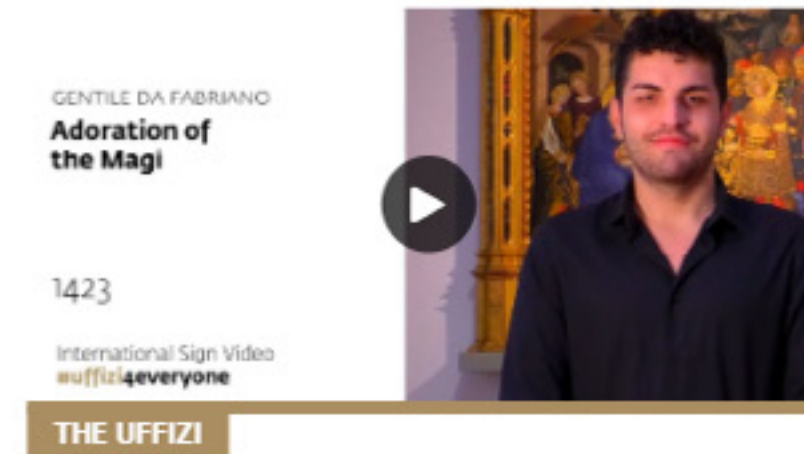 GENTILE DA FABRIANO
Adoration of
the Magi
1423
International Sign Video
#uffizi4everyone
THE UFFIZI